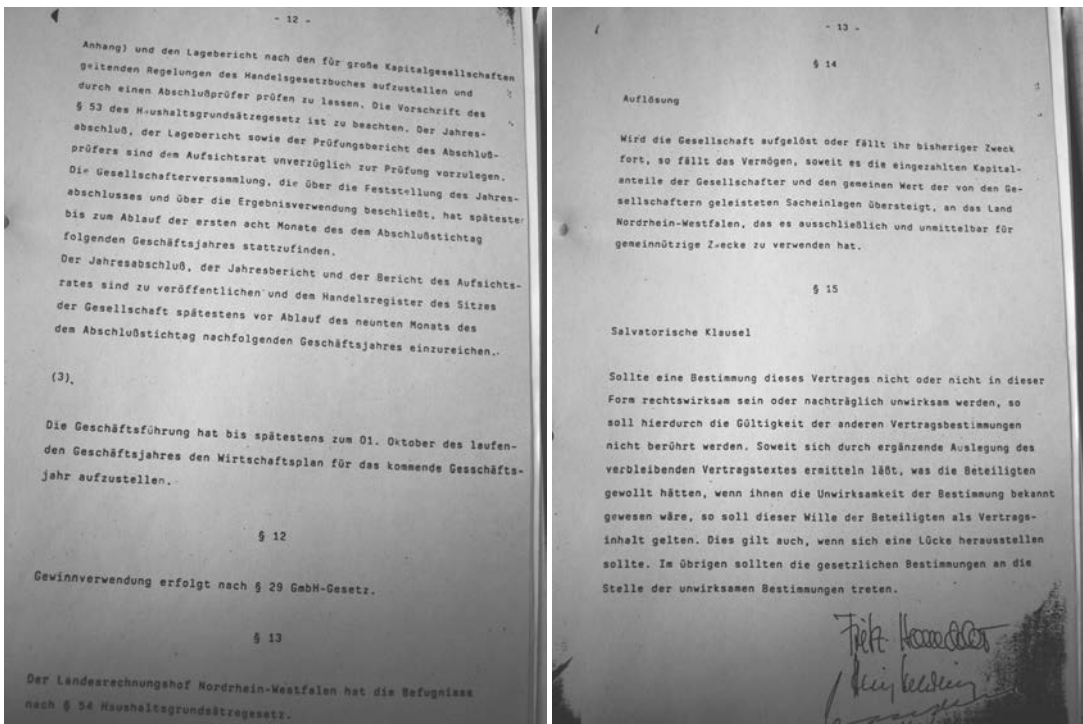 - 12 -
Anhang) und den Lagebericht nach den für große Kapitalgesellschaften
geltenden Regelungen des Handelsgesetzbuches aufzustellen und
durch einen Abschlußprüfer prüfen zu lassen. Die Vorschrift des
§ 53 des Haushaltsgrundsätzegesetz ist zu beachten. Der Jahres-
abschluß, der Lagebericht sowie der Prüfungsbericht des Abschluß-
prüfers sind dem Aufsichtsrat unverzüglich zur Prüfung vorzulegen.
Die Gesellschafterversammlung, die über die Feststellung des Jahres-
abschlusses und über die Ergebnisverwendung beschließt, hat spätestens
bis zum Ablauf der ersten acht Monate des dem Abschlußstichtag
folgenden Geschäftsjahres stattzufinden.
Der Jahresabschluß, der Jahresbericht und der Bericht des Aufsichts-
rates sind zu veröffentlichen und dem Handelsregister des Sitzes
der Gesellschaft spätestens vor Ablauf des neunten Monats des
dem Abschlußstichtag nachfolgenden Geschäftsjahres einzureichen.
(3)
Die Geschäftsführung hat bis spätestens zum 01. Oktober des laufen-
den Geschäftsjahres den Wirtschaftsplan für das kommende Gesschäfts-
jahr aufzustellen.
§ 12
Gewinnverwendung erfolgt nach § 29 GmbH-Gesetz.
§ 13
Der Landesrechnungshof Nordrhein-Westfalen hat die Befugnisse
nach § 54 Haushaltsgrundsätzegesetz.
- 13 -
§ 14
Auflösung
Wird die Gesellschaft aufgelöst oder fällt ihr bisheriger Zweck
fort, so fällt das Vermögen, soweit es die eingezahlten Kapital-
anteile der Gesellschafter und den gemeinen Wert der von den Ge-
sellschaftern geleisteten Sacheinlagen übersteigt, an das Land
Nordrhein-Westfalen, das es ausschließlich und unmittelbar für
gemeinnützige Zwecke zu verwenden hat.
§ 15
Salvatorische Klausel
Sollte eine Bestimmung dieses Vertrages nicht oder nicht in dieser
Form rechtswirksam sein oder nachträglich unwirksam werden, so
soll hierdurch die Gültigkeit der anderen Vertragsbestimmungen
nicht berührt werden. Soweit sich durch ergänzende Auslegung des
verbleibenden Vertragstextes ermitteln läßt, was die Beteiligten
gewollt hätten, wenn ihnen die Unwirksamkeit der Bestimmung bekannt
gewesen wäre, so soll dieser Wille der Beteiligten als Vertrags-
inhalt gelten. Dies gilt auch, wenn sich eine Lücke herausstellen
sollte. Im übrigen sollten die gesetzlichen Bestimmungen an die
Stelle der unwirksamen Bestimmungen treten.